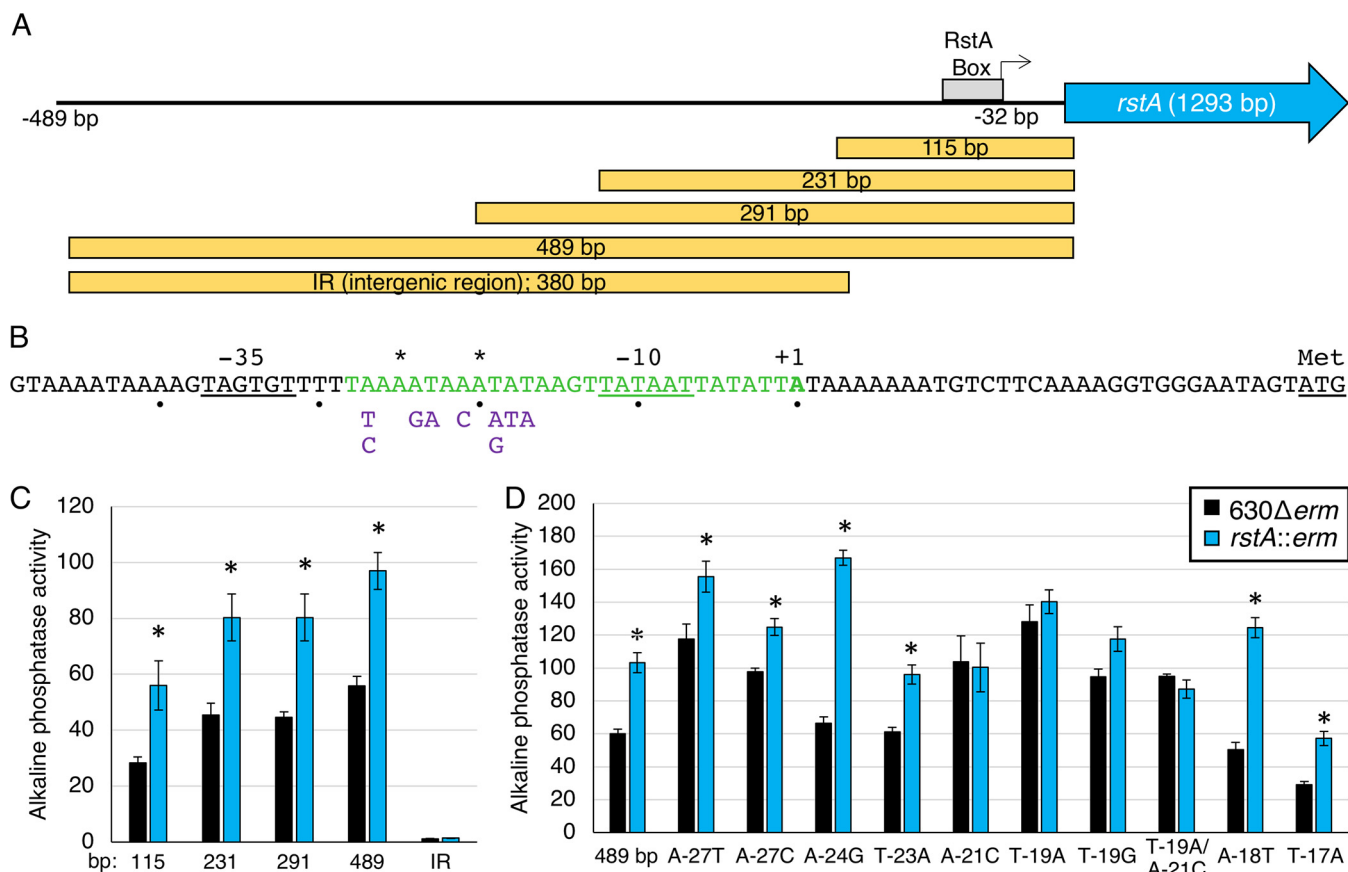 A
RstA
Box
-489 bp
-32 bp
rstA (1293 bp)
115 bp
231 bp
291 bp
489 bp
IR (intergenic region); 380 bp
B
–35 * * –10 +1 Met
GTAAAATAAAAGTAGTGTTTTTAAAATAAATATAAGTTATAATTATATTATAAAAAAATGTCTTCAAAAGGTGGGAATAGTATG
T GA C ATA
C G
C
Alkaline phosphatase activity
120
100
80
60
40
20
0
* * * *
bp: 115 231 291 489 IR
D
Alkaline phosphatase activity
200
180
160
140
120
100
80
60
40
20
0
* * * * * * *
630Δerm
rstA::erm
489 bp A-27T A-27C A-24G T-23A A-21C T-19A T-19G T-19A/ A-18T T-17A
A-21C